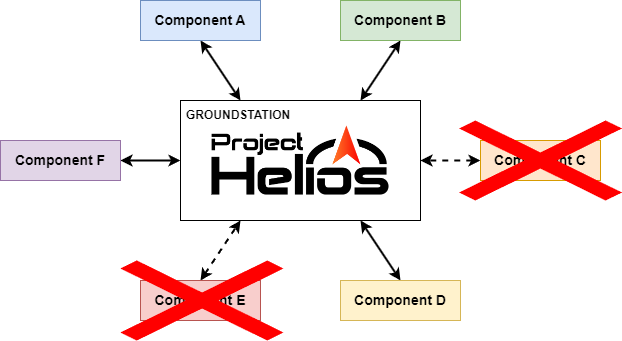 Component A
Component B
GROUNDSTATION
Project
Helios
Component F
Component C
Component E
Component D